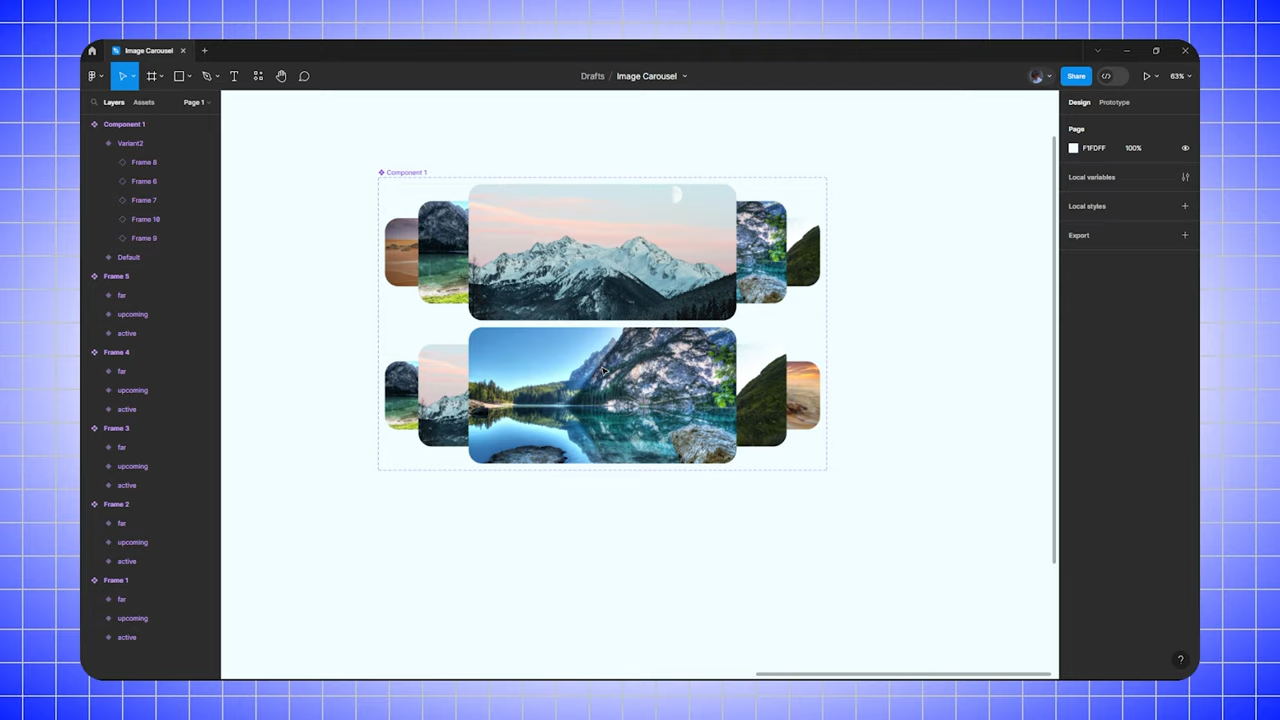 Image Carousel
Drafts / Image Carousel
Share
63%
Layers
Assets
Page 1
Component 1
Variant2
Frame 8
Frame 6
Frame 7
Frame 10
Frame 9
Default
Frame 5
far
upcoming
active
Frame 4
far
upcoming
active
Frame 3
far
upcoming
active
Frame 2
far
upcoming
active
Frame 1
far
upcoming
active
Component 1
Design
Prototype
Page
F1FDFF
100%
Local variables
Local styles
Export
?